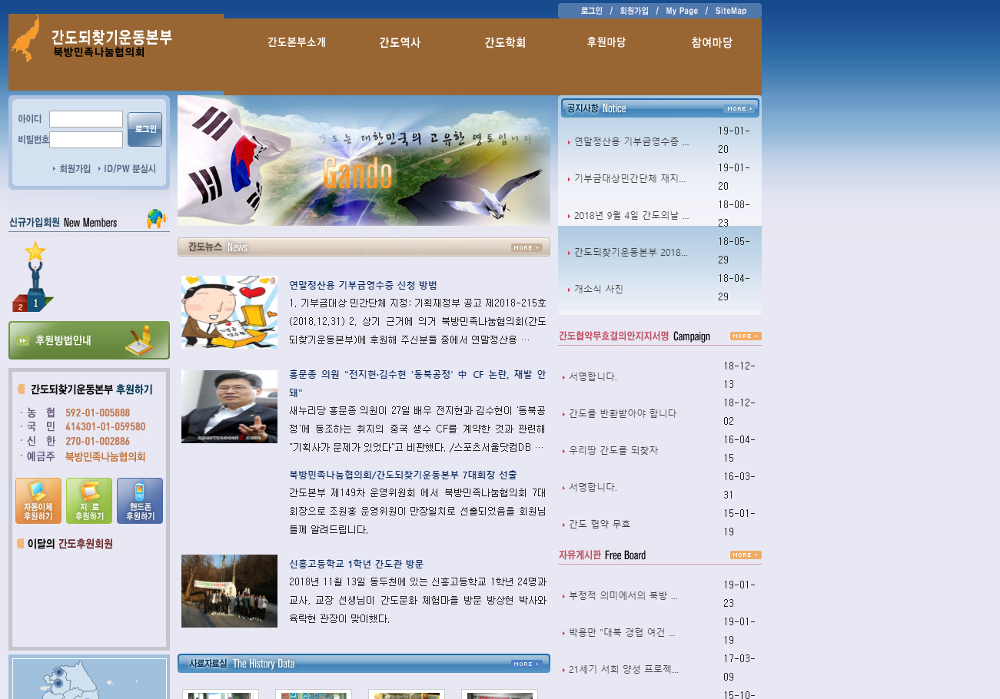 로그인 / 회원가입 / My Page / SiteMap
간도되찾기운동본부
북방민족나눔협의회
간도본부소개 간도역사 간도학회 후원마당 참여마당
아이디
비밀번호
로그인
회원가입 ID/PW 분실시
신규가입회원 New Members
2 1
후원방법안내
간도되찾기운동본부 후원하기
· 농 협 592-01-005888
· 국 민 414301-01-059580
· 신 한 270-01-002886
· 예금주 북방민족나눔협의회
자동이체 후원하기
지 로 후원하기
핸드폰 후원하기
이달의 간도후원회원
간도는 대한민국의 고유한 영토입니다
Gando
간도뉴스 News MORE
연말정산용 기부금영수증 신청 방법
1. 기부금대상 민간단체 지정: 기획재정부 공고 제2018-215호
(2018.12.31) 2. 상기 근거에 의거 북방민족나눔협의회(간도
되찾기운동본부)에 후원해 주신분들 중에서 연말정산용 …
홍문종 의원 "전지현·김수현 '동북공정' 中 CF 논란, 재발 안
돼"
새누리당 홍문종 의원이 27일 배우 전지현과 김수현이 '동북공
정'에 동조하는 취지의 중국 생수 CF를 계약한 것과 관련해
"기획사가 문제가 있었다"고 비판했다. /스포츠서울닷컴DB …
북방민족나눔협의회/간도되찾기운동본부 7대회장 선출
간도본부 제149차 운영위원회 에서 북방민족나눔협의회 7대
회장으로 조원홍 운영위원이 만장일치로 선출되었음을 회원님
들께 알려드립니다.
신흥고등학교 1학년 간도관 방문
2018년 11월 13일 동두천에 있는 신흥고등학교 1학년 24명과
교사, 교장 선생님이 간도문화 체험마을 방문 방상현 박사와
육락현 관장이 맞이했다.
사료자료실 The History Data MORE
공지사항 Notice MORE
연말정산용 기부금영수증 ... 19-01-20
기부금대상민간단체 재지... 19-01-20
2018년 9월 4일 간도의날 ... 18-08-23
간도되찾기운동본부 2018... 18-05-29
개소식 사진 18-04-29
간도협약무효결의안지지서명 Campaign MORE
서명합니다. 18-12-13
간도를 반환받아야 합니다 18-12-02
우리땅 간도를 되찾자 16-04-15
서명합니다. 16-03-31
간도 협약 무효 15-01-19
자유게시판 Free Board MORE
부정적 의미에서의 북방 ... 19-01-23
박용만 "대북 경협 여건 ... 19-01-19
21세기 서희 양성 프로젝... 17-03-09
15-10-